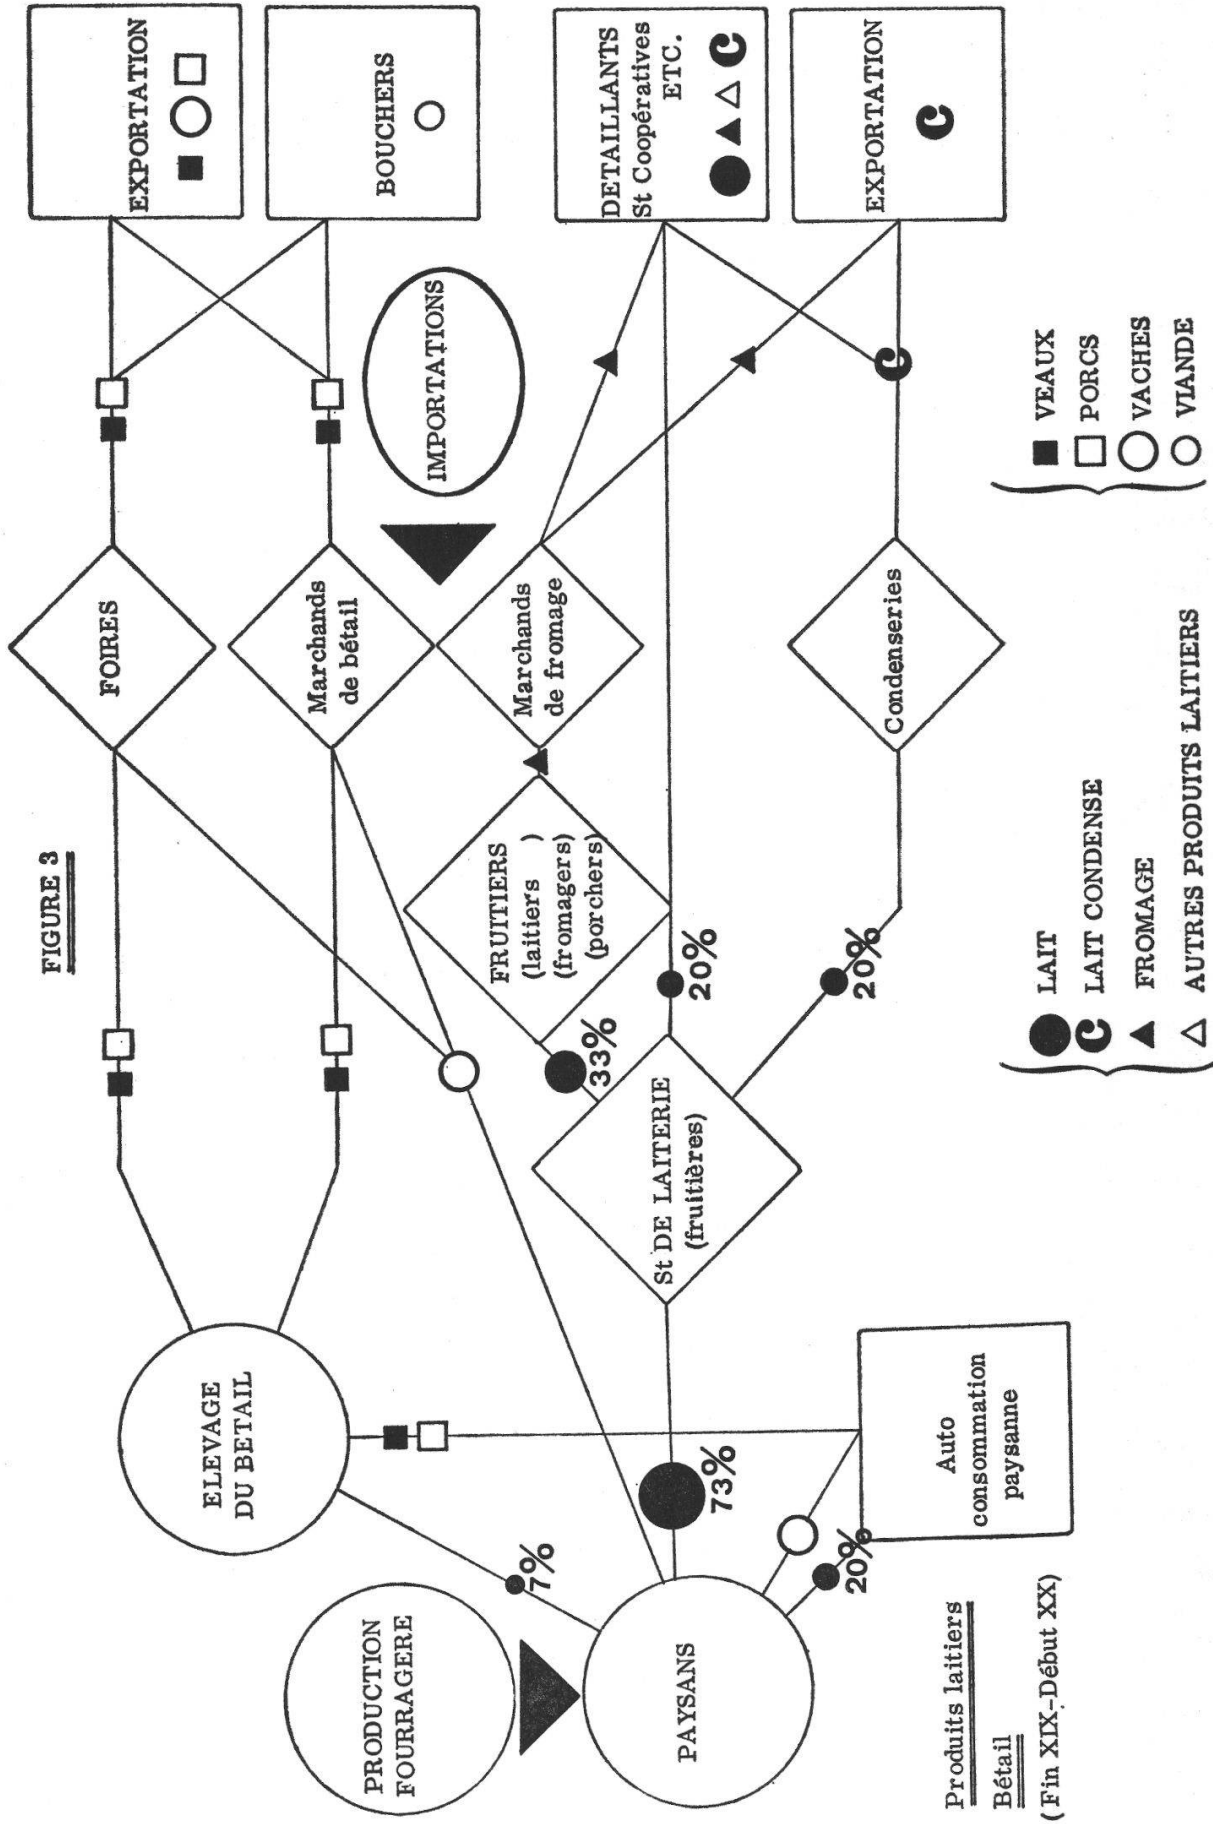 FIGURE 3
PRODUCTION
FOURRAGERE
PAYSANS
ELEVAGE
DU BETAIL
7%
73%
20%
Auto
consommation
paysanne
St DE LAITERIE
(fruitières)
33%
20%
20%
FRUITIERS
(laitiers )
(fromagers)
(porchers)
FOIRES
Marchands
de bétail
Marchands
de fromage
Condenseries
IMPORTATIONS
C
EXPORTATION
BOUCHERS
DETAILLANTS
St Coopératives
ETC.
C
EXPORTATION
C
Produits laitiers
Bétail
(Fin XIX-Début XX)
LAIT
C LAIT CONDENSE
FROMAGE
AUTRES PRODUITS LAITIERS
VEAUX
PORCS
VACHES
VIANDE